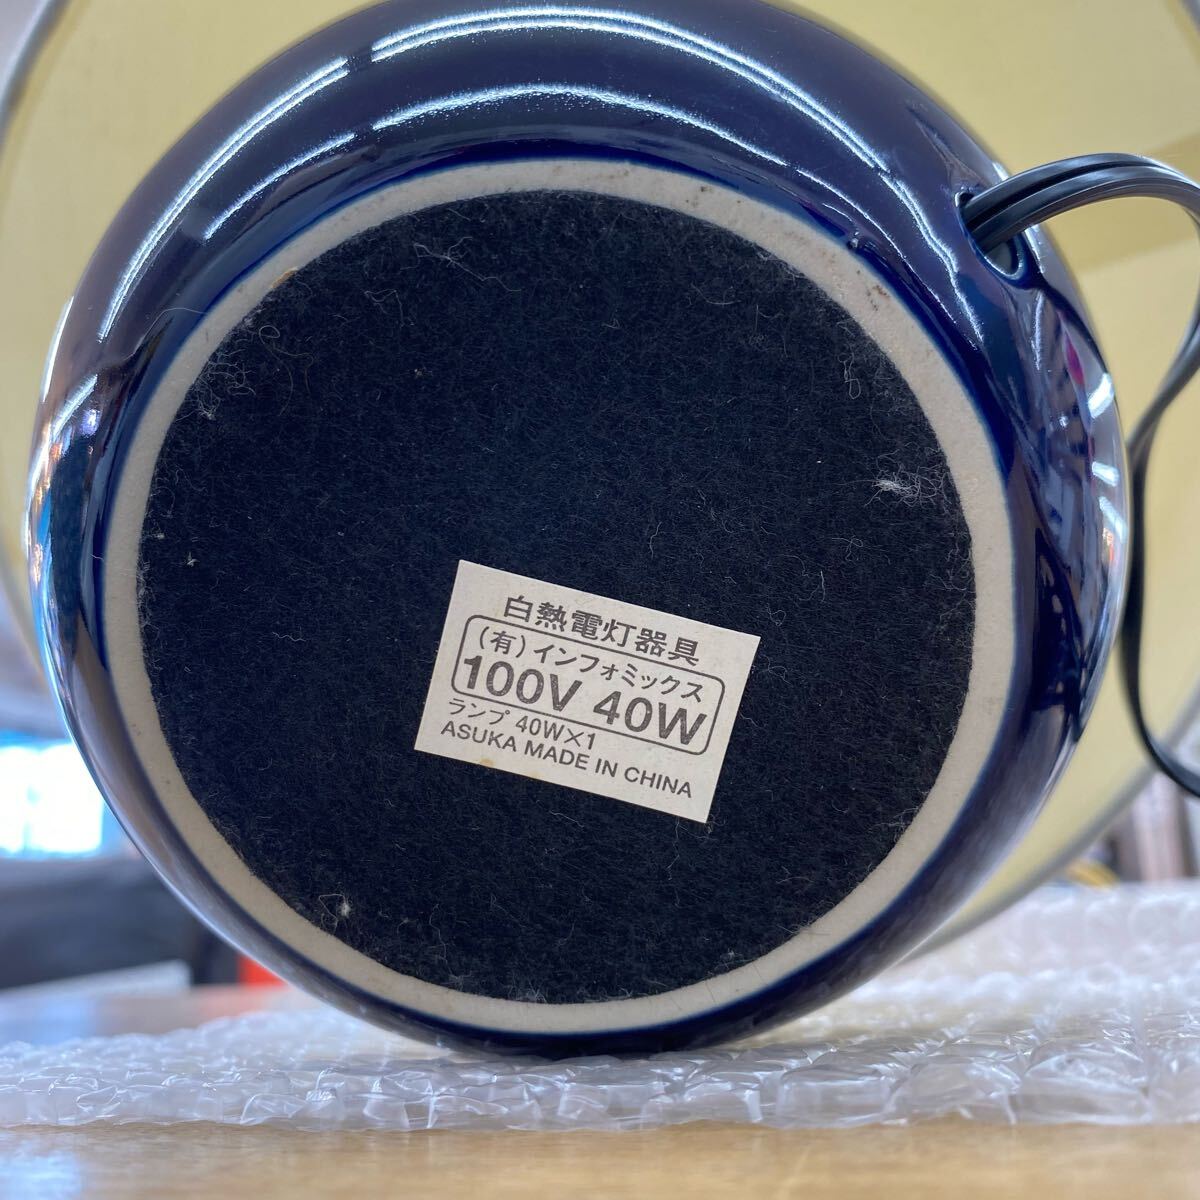 白熱電灯器具
(有)インフォミックス
100V 40W
ランプ 40W×1
ASUKA MADE IN CHINA